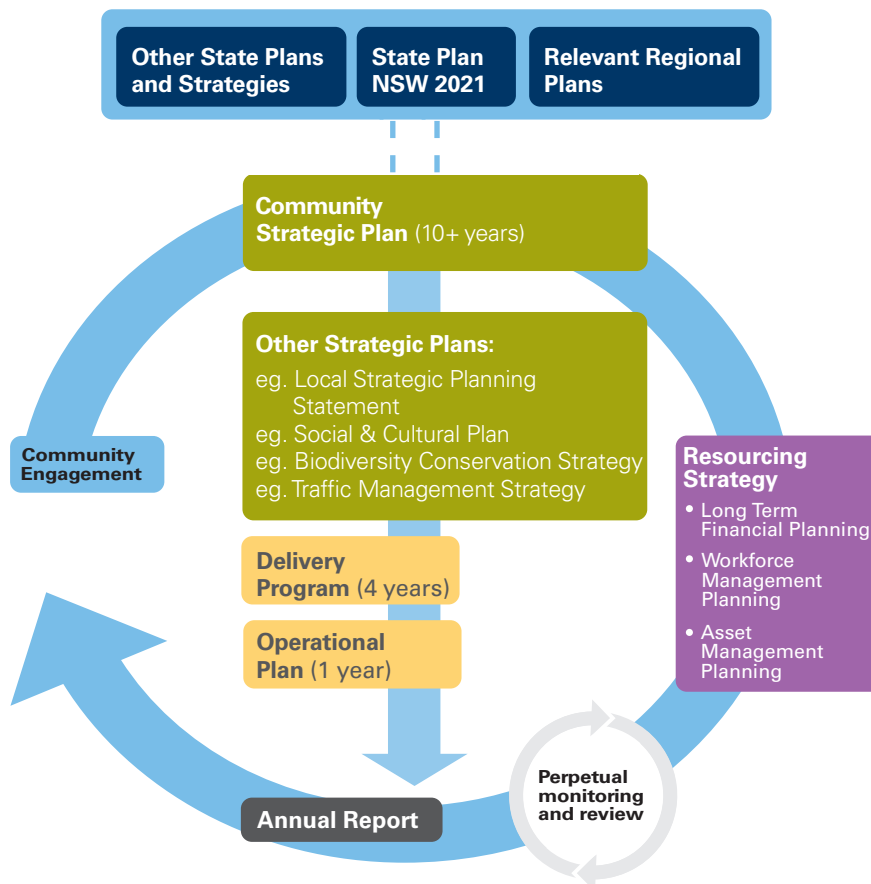 Other State Plans
and Strategies
State Plan
NSW 2021
Relevant Regional
Plans
Community
Strategic Plan (10+ years)
Other Strategic Plans:
eg. Local Strategic Planning
Statement
eg. Social & Cultural Plan
eg. Biodiversity Conservation Strategy
eg. Traffic Management Strategy
Community
Engagement
Resourcing
Strategy
• Long Term
Financial Planning
• Workforce
Management
Planning
• Asset
Management
Planning
Delivery
Program (4 years)
Operational
Plan (1 year)
Perpetual
monitoring
and review
Annual Report